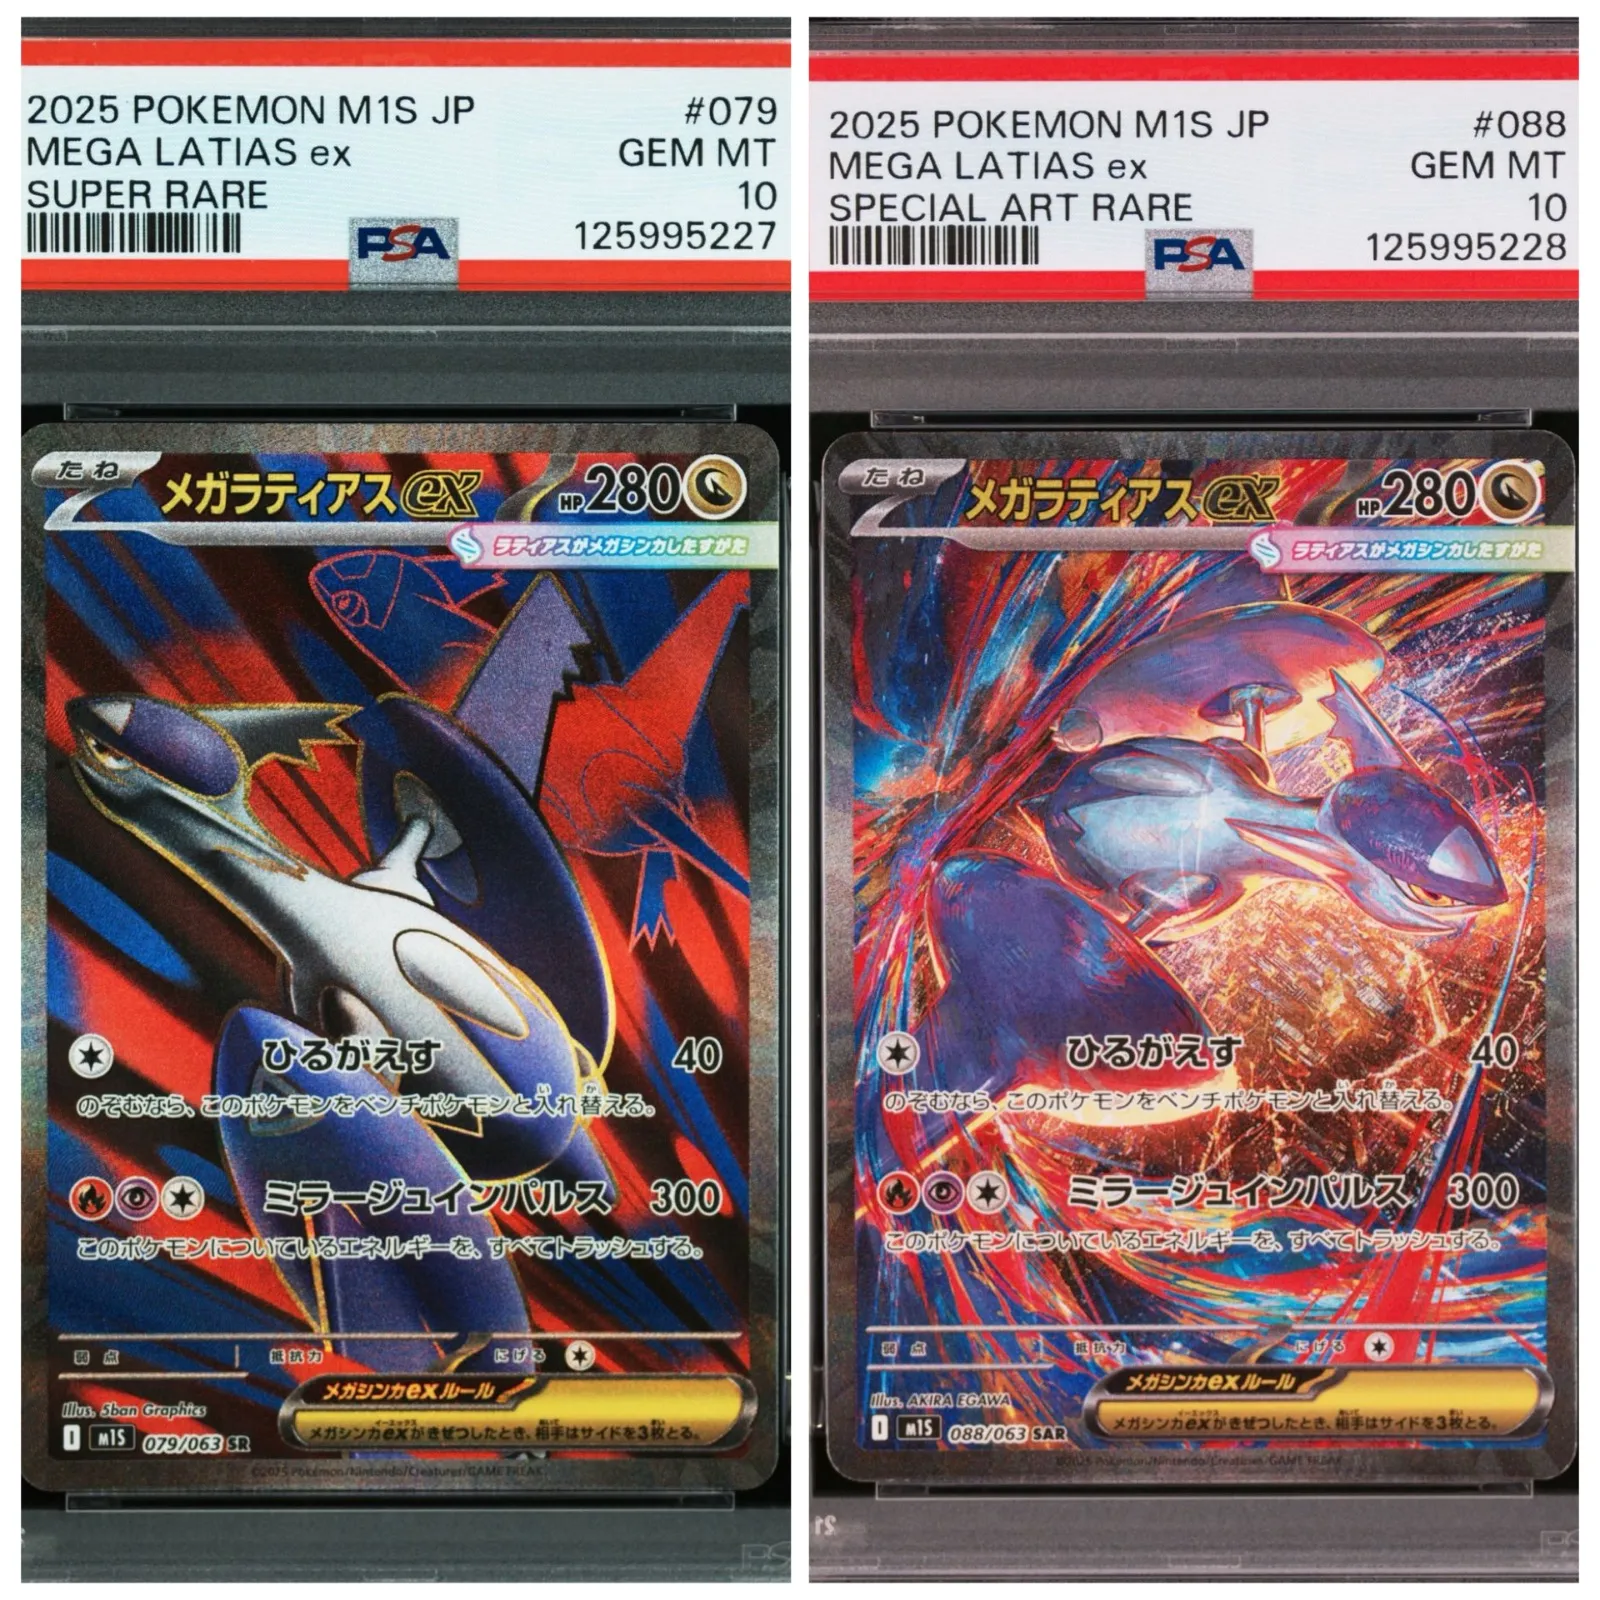 2025 POKEMON M1S JP #079
MEGA LATIAS ex GEM MT
SUPER RARE 10
PSA 125995227
たね メガラティアスex HP280
ラティアスがメガシンカしたすがた
ひるがえす 40
のぞむなら、このポケモンをベンチポケモンと入れ替える。
ミラージュインパルス 300
このポケモンについているエネルギーを、すべてトラッシュする。
弱点 抵抗力 にげる
メガシンカexルール
メガシンカexがきぜつしたとき、相手はサイドを3枚とる。
Illus. 5ban Graphics
I M1S 079/063 SR
©2025 Pokémon/Nintendo/Creatures/GAME FREAK.
2025 POKEMON M1S JP #088
MEGA LATIAS ex GEM MT
SPECIAL ART RARE 10
PSA 125995228
たね メガラティアスex HP280
ラティアスがメガシンカしたすがた
ひるがえす 40
のぞむなら、このポケモンをベンチポケモンと入れ替える。
ミラージュインパルス 300
このポケモンについているエネルギーを、すべてトラッシュする。
弱点 抵抗力 にげる
メガシンカexルール
メガシンカexがきぜつしたとき、相手はサイドを3枚とる。
Illus. AKIRA EGAWA
I M1S 088/063 SAR
©2025 Pokémon/Nintendo/Creatures/GAME FREAK.